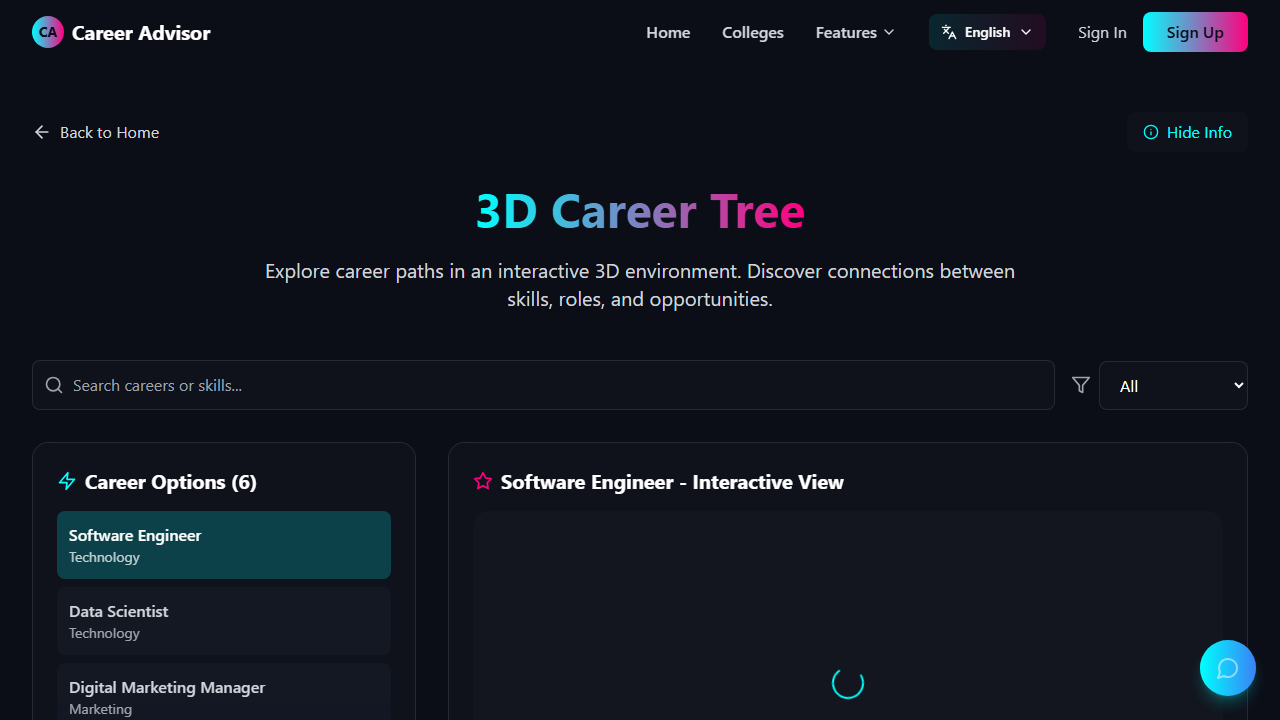 CA Career Advisor
Home
Colleges
Features
English
Sign In
Sign Up
Back to Home
Hide Info
3D Career Tree
Explore career paths in an interactive 3D environment. Discover connections between
skills, roles, and opportunities.
Search careers or skills...
All
Career Options (6)
Software Engineer
Technology
Data Scientist
Technology
Digital Marketing Manager
Marketing
Software Engineer - Interactive View